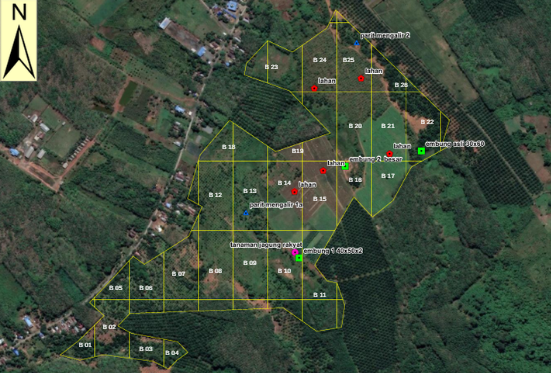 N
parit mengalir 2
B 24
B25
B 23
lahan
lahan
B 26
B 20
B 21
B 22
B 18
B19
lahan
embung ssir 30x60
lahan
embung 2 besar
B 16
B 17
B 12
B 13
B 14
lahan
B 15
parit mengalir 1a
tanaman jagung rakyat
embung 1 40x50x2
B 05
B 06
B 07
B 08
B 09
B 10
B 11
B 02
B 01
B 03
B 04